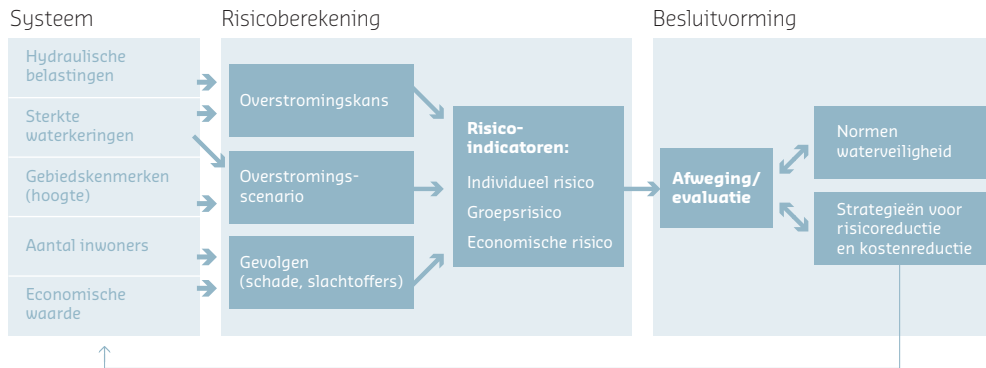 Systeem
Hydraulische
belastingen
Sterkte
waterkeringen
Gebiedskenmerken
(hoogte)
Aantal inwoners
Economische
waarde
Risicoberekening
Overstromingskans
Overstromings-
scenario
Gevolgen
(schade, slachtoffers)
Risico-
indicatoren:
Individueel risico
Groepsrisico
Economische risico
Besluitvorming
Afweging/
evaluatie
Normen
waterveiligheid
Strategieën voor
risicoreductie
en kostenreductie